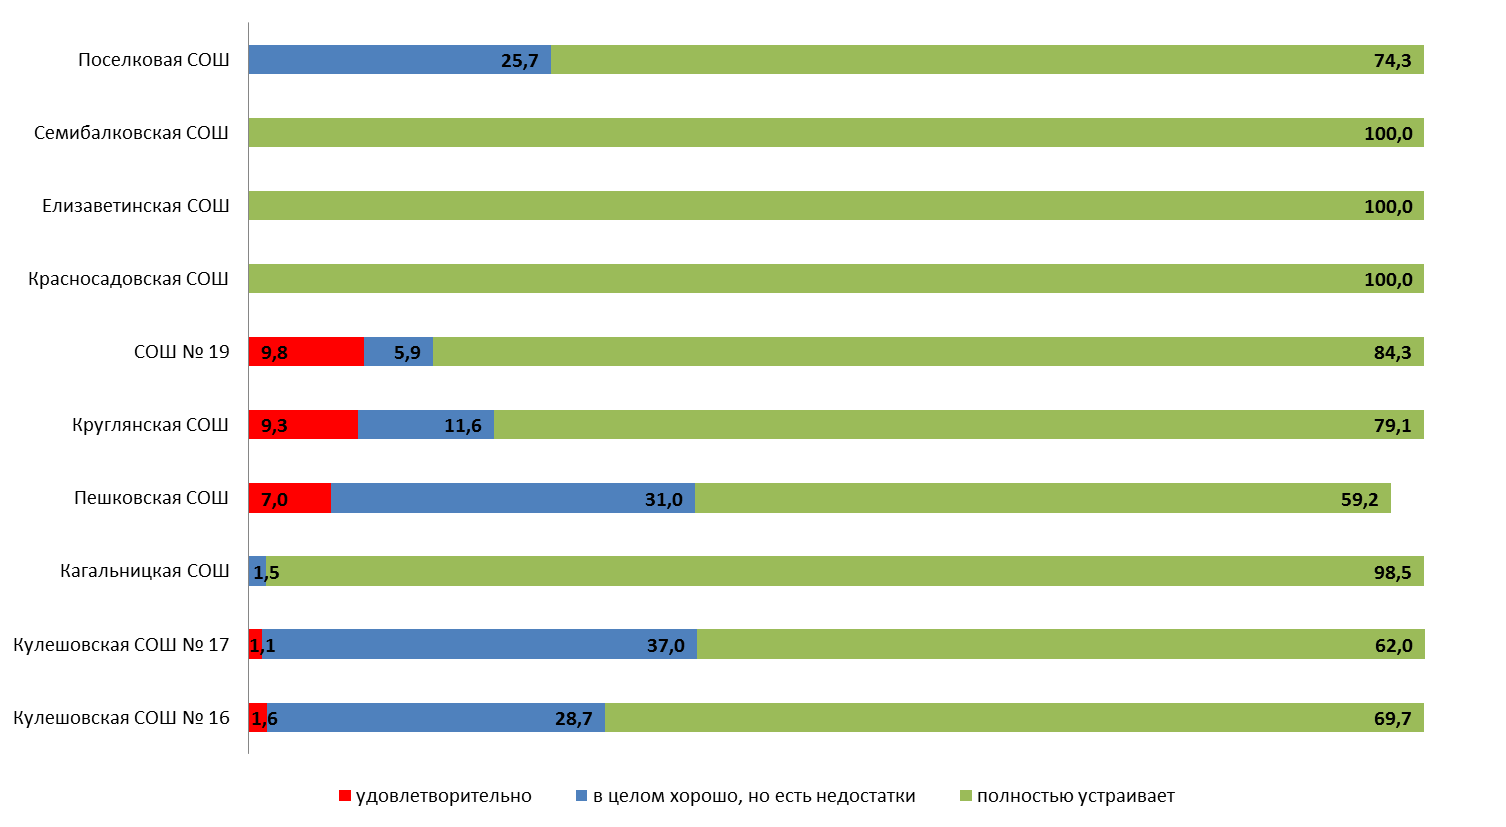 Поселковая СОШ 25,7 74,3
Семибалковская СОШ 100,0
Елизаветинская СОШ 100,0
Красносадовская СОШ 100,0
СОШ № 19 9,8 5,9 84,3
Круглянская СОШ 9,3 11,6 79,1
Пешковская СОШ 7,0 31,0 59,2
Кагальницкая СОШ 1,5 98,5
Кулешовская СОШ № 17 1,1 37,0 62,0
Кулешовская СОШ № 16 1,6 28,7 69,7
удовлетворительно в целом хорошо, но есть недостатки полностью устраивает